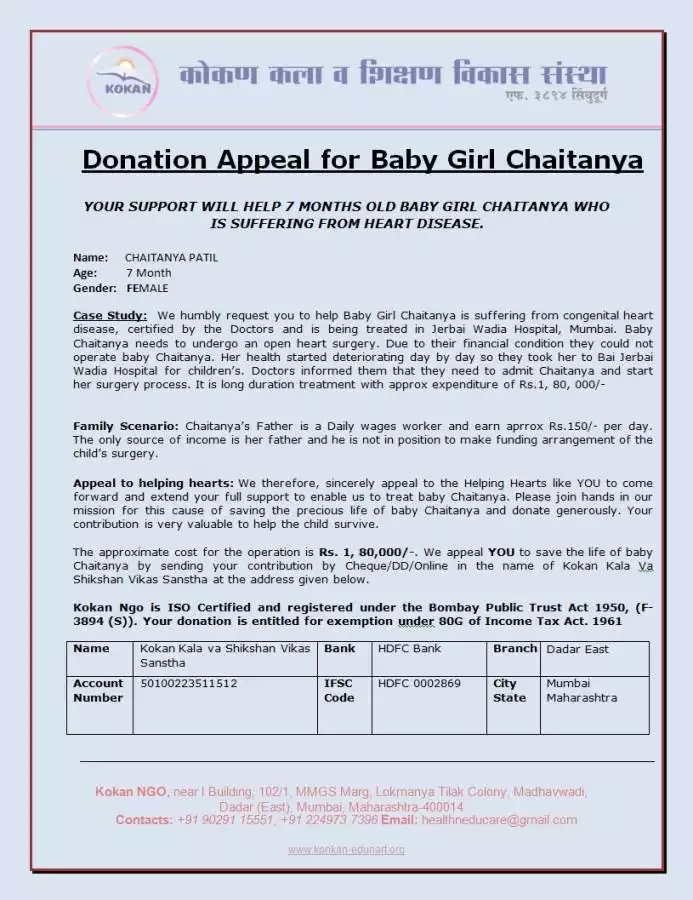 KOKAN
कोकण कला व शिक्षण विकास संस्था
एफ. ३८९४ सिंधुदूर्ग
Donation Appeal for Baby Girl Chaitanya
YOUR SUPPORT WILL HELP 7 MONTHS OLD BABY GIRL CHAITANYA WHO
IS SUFFERING FROM HEART DISEASE.
Name: CHAITANYA PATIL
Age: 7 Month
Gender: FEMALE
Case Study: We humbly request you to help Baby Girl Chaitanya is suffering from congenital heart
disease, certified by the Doctors and is being treated in Jerbai Wadia Hospital, Mumbai. Baby
Chaitanya needs to undergo an open heart surgery. Due to their financial condition they could not
operate baby Chaitanya. Her health started deteriorating day by day so they took her to Bai Jerbai
Wadia Hospital for children's. Doctors informed them that they need to admit Chaitanya and start
her surgery process. It is long duration treatment with approx expenditure of Rs.1, 80, 000/-
Family Scenario: Chaitanya's Father is a Daily wages worker and earn aprrox Rs.150/- per day.
The only source of income is her father and he is not in position to make funding arrangement of the
child's surgery.
Appeal to helping hearts: We therefore, sincerely appeal to the Helping Hearts like YOU to come
forward and extend your full support to enable us to treat baby Chaitanya. Please join hands in our
mission for this cause of saving the precious life of baby Chaitanya and donate generously. Your
contribution is very valuable to help the child survive.
The approximate cost for the operation is Rs. 1, 80,000/-. We appeal YOU to save the life of baby
Chaitanya by sending your contribution by Cheque/DD/Online in the name of Kokan Kala Va
Shikshan Vikas Sanstha at the address given below.
Kokan Ngo is ISO Certified and registered under the Bombay Public Trust Act 1950, (F-
3894 (S)). Your donation is entitled for exemption under 80G of Income Tax Act. 1961
Name Kokan Kala va Shikshan Vikas Sanstha Bank HDFC Bank Branch Dadar East
Account Number 50100223511512 IFSC Code HDFC 0002869 City State Mumbai Maharashtra
Kokan NGO, near I Building, 102/1, MMGS Marg, Lokmanya Tilak Colony, Madhavwadi,
Dadar (East), Mumbai, Maharashtra-400014
Contacts: +91 90291 15551, +91 224973 7396 Email: healthneducare@gmail.com
www.konkan-edunart.org